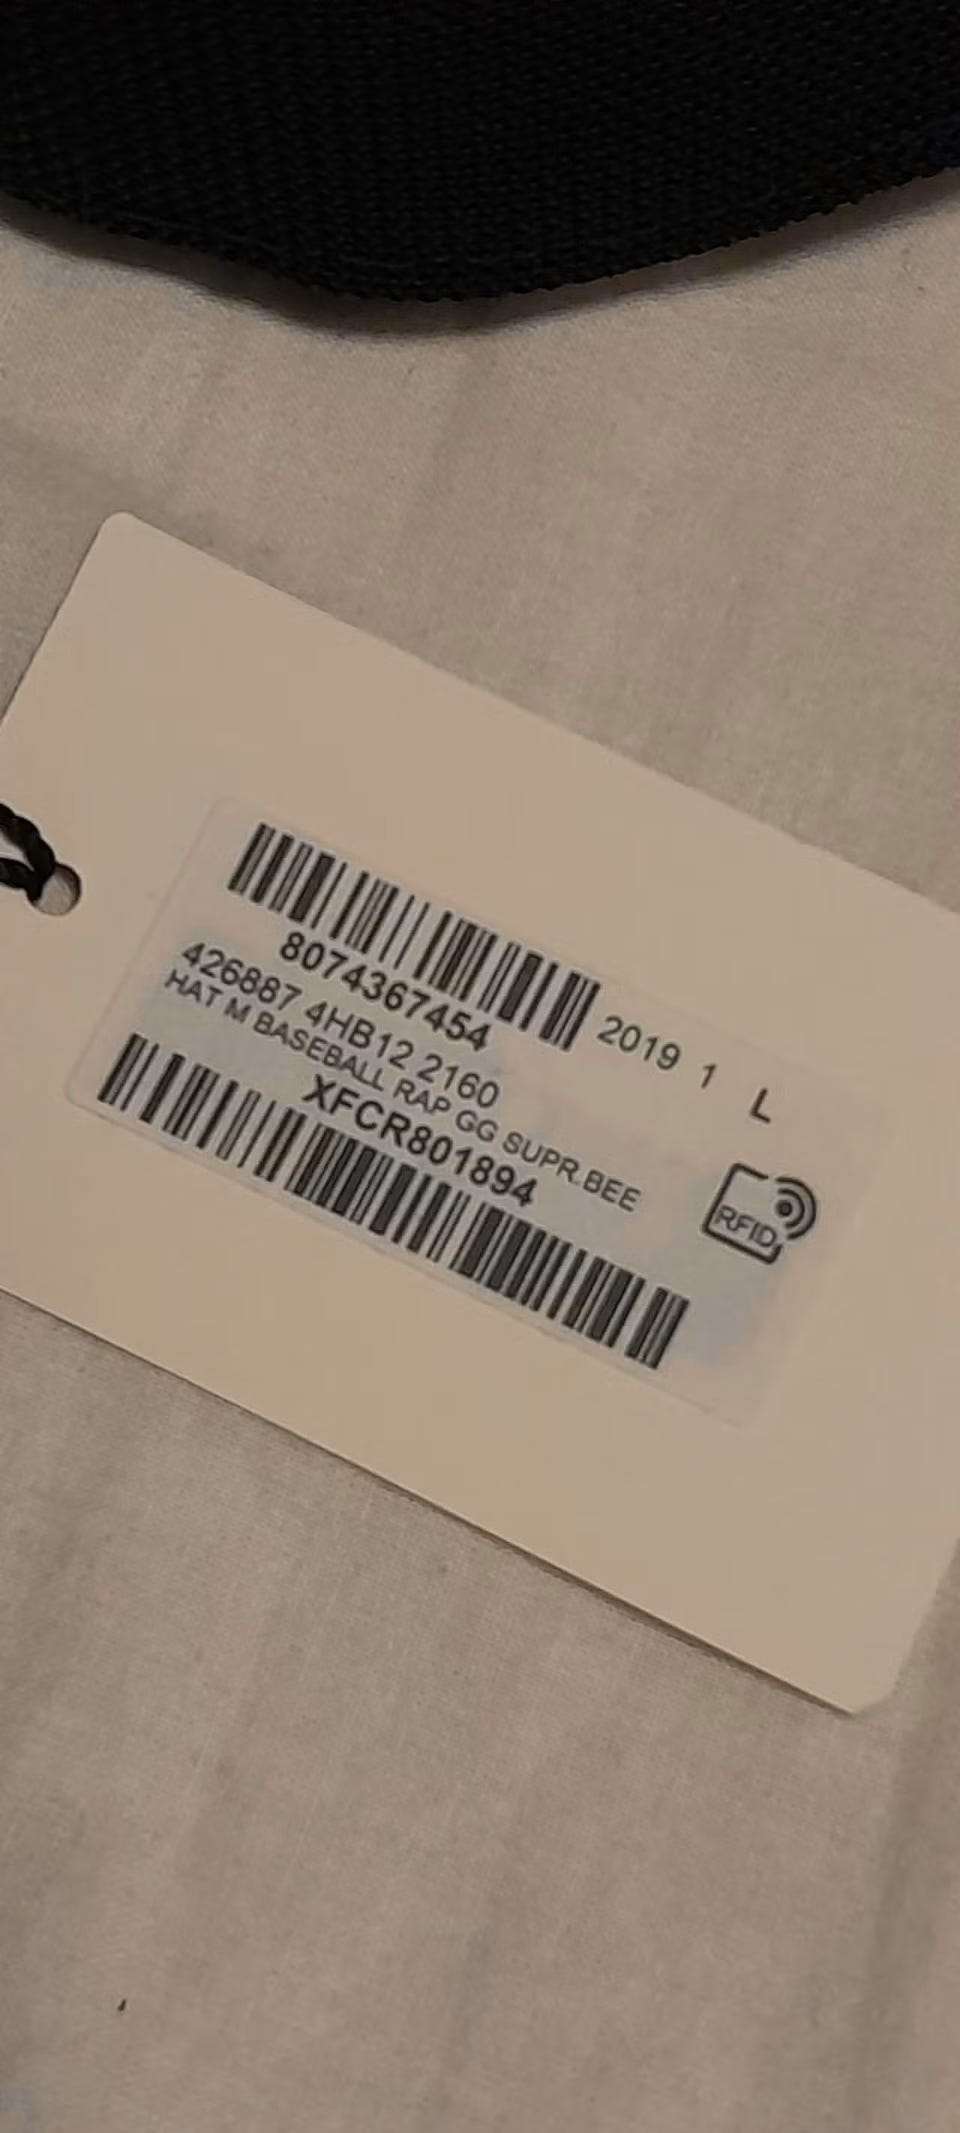 8074367454 2019 1 L
426887 4HB12 2160
HAT M BASEBALL RAP GG SUPR.BEE
XFCR801894
RFID